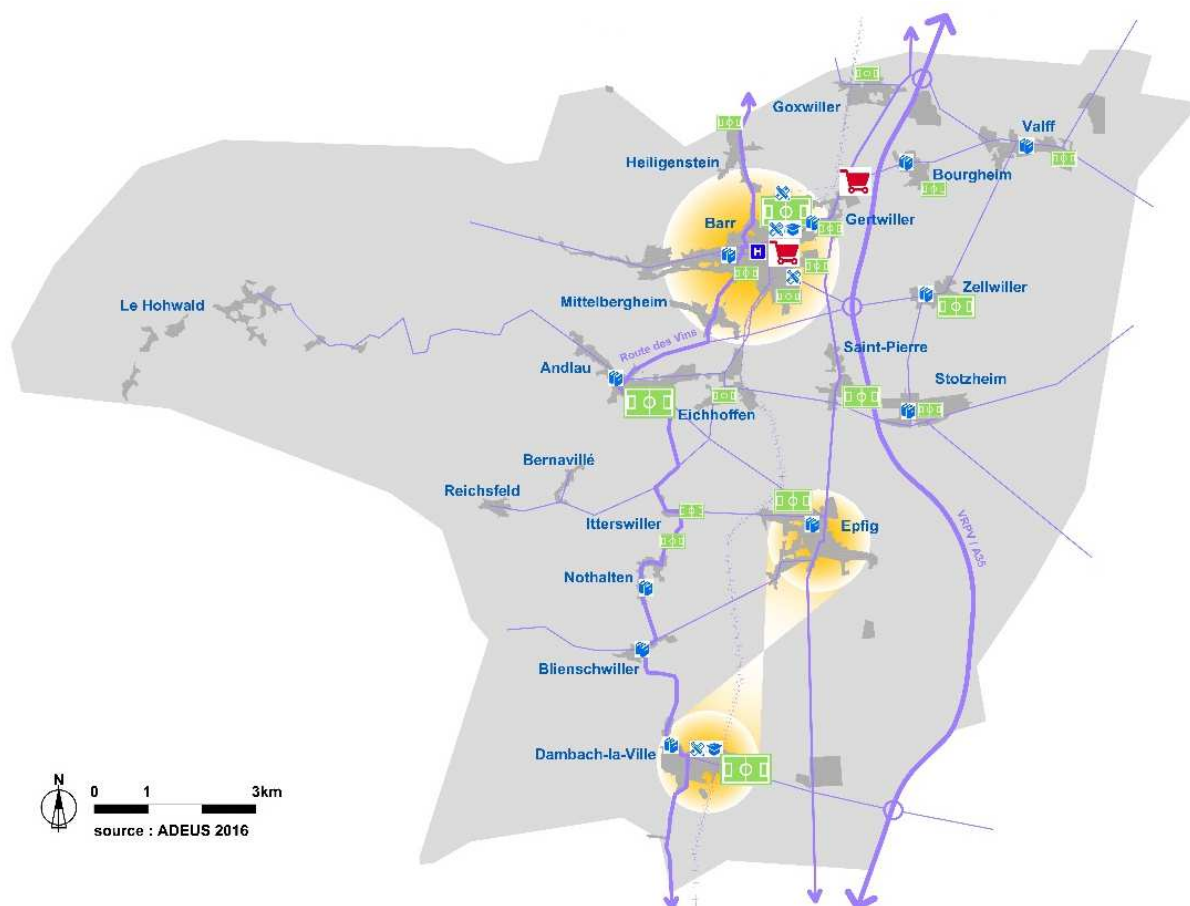 Goxwiller
Valff
Heiligenstein
Bourgheim
Barr
Gertwiller
H
Le Hohwald
Mittelbergheim
Zellwiller
Route des Vins
Saint-Pierre
Andlau
Stotzheim
Eichhoffen
Bernavillé
Reichsfeld
Itterswiller
Epfig
VRPV / A35
Nothalten
Blienschwiller
Dambach-la-Ville
N
0 1 3km
source : ADEUS 2016